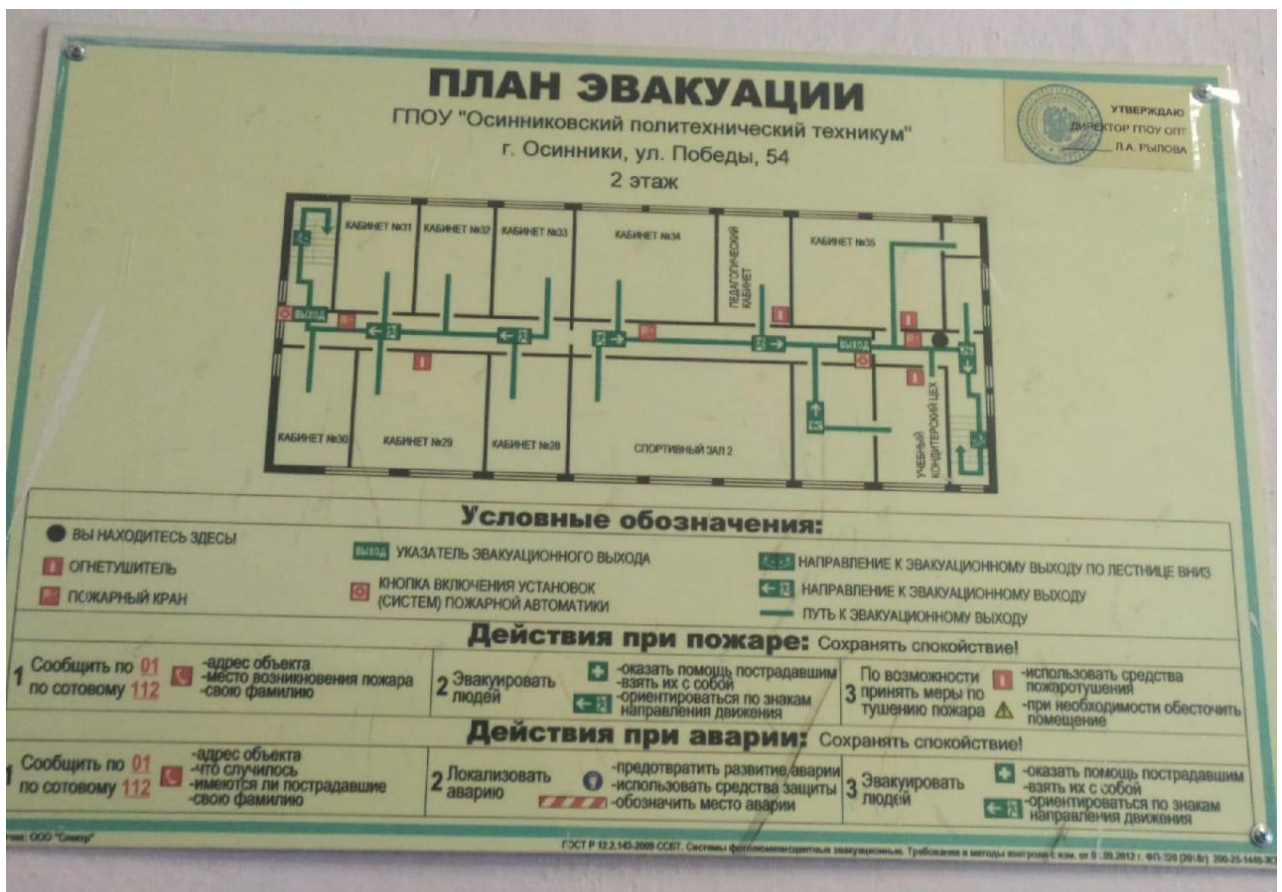 ПЛАН ЭВАКУАЦИИ
ГПОУ "Осинниковский политехнический техникум"
г. Осинники, ул. Победы, 54
2 этаж
УТВЕРЖДАЮ
ДИРЕКТОР ГПОУ ОПТ
Л.А. РЫЛОВА
КАБИНЕТ №31
КАБИНЕТ №32
КАБИНЕТ №33
КАБИНЕТ №34
ПЕДАГОГИЧЕСКИЙ
КАБИНЕТ
КАБИНЕТ №35
ВЫХОД
ВЫХОД
КАБИНЕТ №30
КАБИНЕТ №29
КАБИНЕТ №28
СПОРТИВНЫЙ ЗАЛ 2
УЧЕБНЫЙ
КОНДИТЕРСКИЙ ЦЕХ
Условные обозначения:
ВЫ НАХОДИТЕСЬ ЗДЕСЫ
ОГНЕТУШИТЕЛЬ
ПОЖАРНЫЙ КРАН
ВЫХОД УКАЗАТЕЛЬ ЭВАКУАЦИОННОГО ВЫХОДА
КНОПКА ВКЛЮЧЕНИЯ УСТАНОВОК
(СИСТЕМ) ПОЖАРНОЙ АВТОМАТИКИ
НАПРАВЛЕНИЕ К ЭВАКУАЦИОННОМУ ВЫХОДУ ПО ЛЕСТНИЦЕ ВНИЗ
НАПРАВЛЕНИЕ К ЭВАКУАЦИОННОМУ ВЫХОДУ
ПУТЬ К ЭВАКУАЦИОННОМУ ВЫХОДУ
Действия при пожаре: Сохранять спокойствие!
1 Сообщить по 01
по сотовому 112
-адрес объекта
-место возникновения пожара
-свою фамилию
2 Эвакуировать
людей
-оказать помощь пострадавшим
-взять их с собой
-ориентироваться по знакам
направления движения
3 По возможности
принять меры по
тушению пожара
-использовать средства
пожаротушения
-при необходимости обесточить
помещение
Действия при аварии: Сохранять спокойствие!
1 Сообщить по 01
по сотовому 112
-адрес объекта
-что случилось
-имеются ли пострадавшие
-свою фамилию
2 Локализовать
аварию
-предотвратить развитие аварии
-использовать средства защиты
-обозначить место аварии
3 Эвакуировать
людей
-оказать помощь пострадавшим
-взять их с собой
-ориентироваться по знакам
направления движения
ООО "Спектр"
ГОСТ Р 12.2.143-2009 ССБТ. Системы фотолюминесцентные эвакуационные. Требования и методы контроля с изм. от